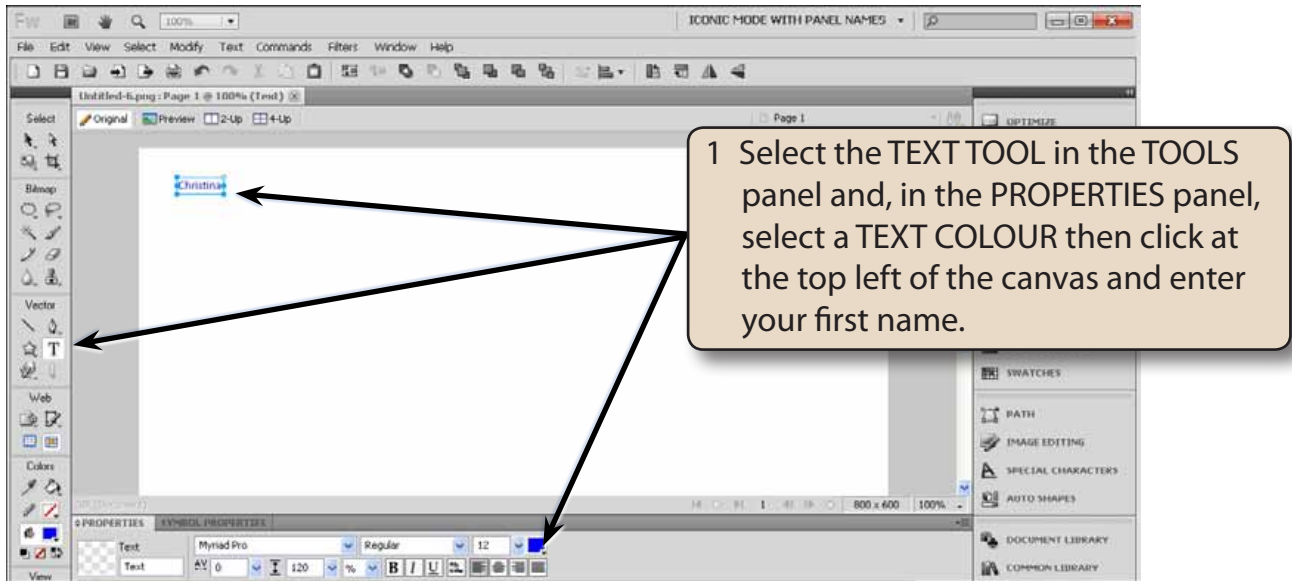 Fw 100% ICONIC MODE WITH PANEL NAMES
File Edit View Select Modify Text Commands Filters Window Help
Untitled-6.png : Page 1 @ 100% (Text)
Select
Original Preview 2-Up 4-Up Page 1
OPTIMIZE
Christina
Bitmap
1 Select the TEXT TOOL in the TOOLS
panel and, in the PROPERTIES panel,
select a TEXT COLOUR then click at
the top left of the canvas and enter
your first name.
Vector
T
SWATCHES
Web
PATH
IMAGE EDITING
Colors
SPECIAL CHARACTERS
AUTO SHAPES
1 800 x 600 100%
PROPERTIES SYMBOL PROPERTIES
Text Myriad Pro Regular 12
DOCUMENT LIBRARY
Text AV 0 120 % B I U
COMMON LIBRARY
View